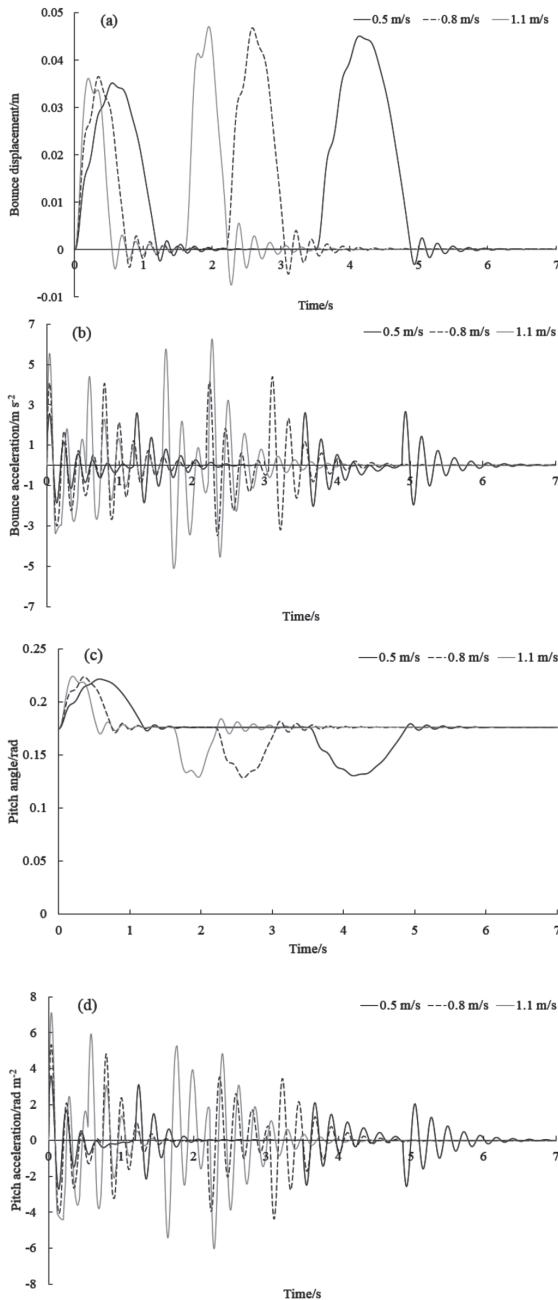 (a)
0.5 m/s 0.8 m/s 1.1 m/s
0.05
0.04
0.03
0.02
0.01
0
-0.01
Bounce displacement/m
0 1 2 3 4 5 6 7
Time/s
(b)
0.5 m/s 0.8 m/s 1.1 m/s
7
5
3
1
-1
-3
-5
-7
Bounce acceleration/m s-2
0 1 2 3 4 5 6 7
Time/s
(c)
0.5 m/s 0.8 m/s 1.1 m/s
0.25
0.2
0.15
0.1
0.05
0
Pitch angle/rad
0 1 2 3 4 5 6 7
Time/s
(d)
0.5 m/s 0.8 m/s 1.1 m/s
8
6
4
2
0
-2
-4
-6
-8
Pitch acceleration/rad m-2
0 1 2 3 4 5 6 7
Time/s